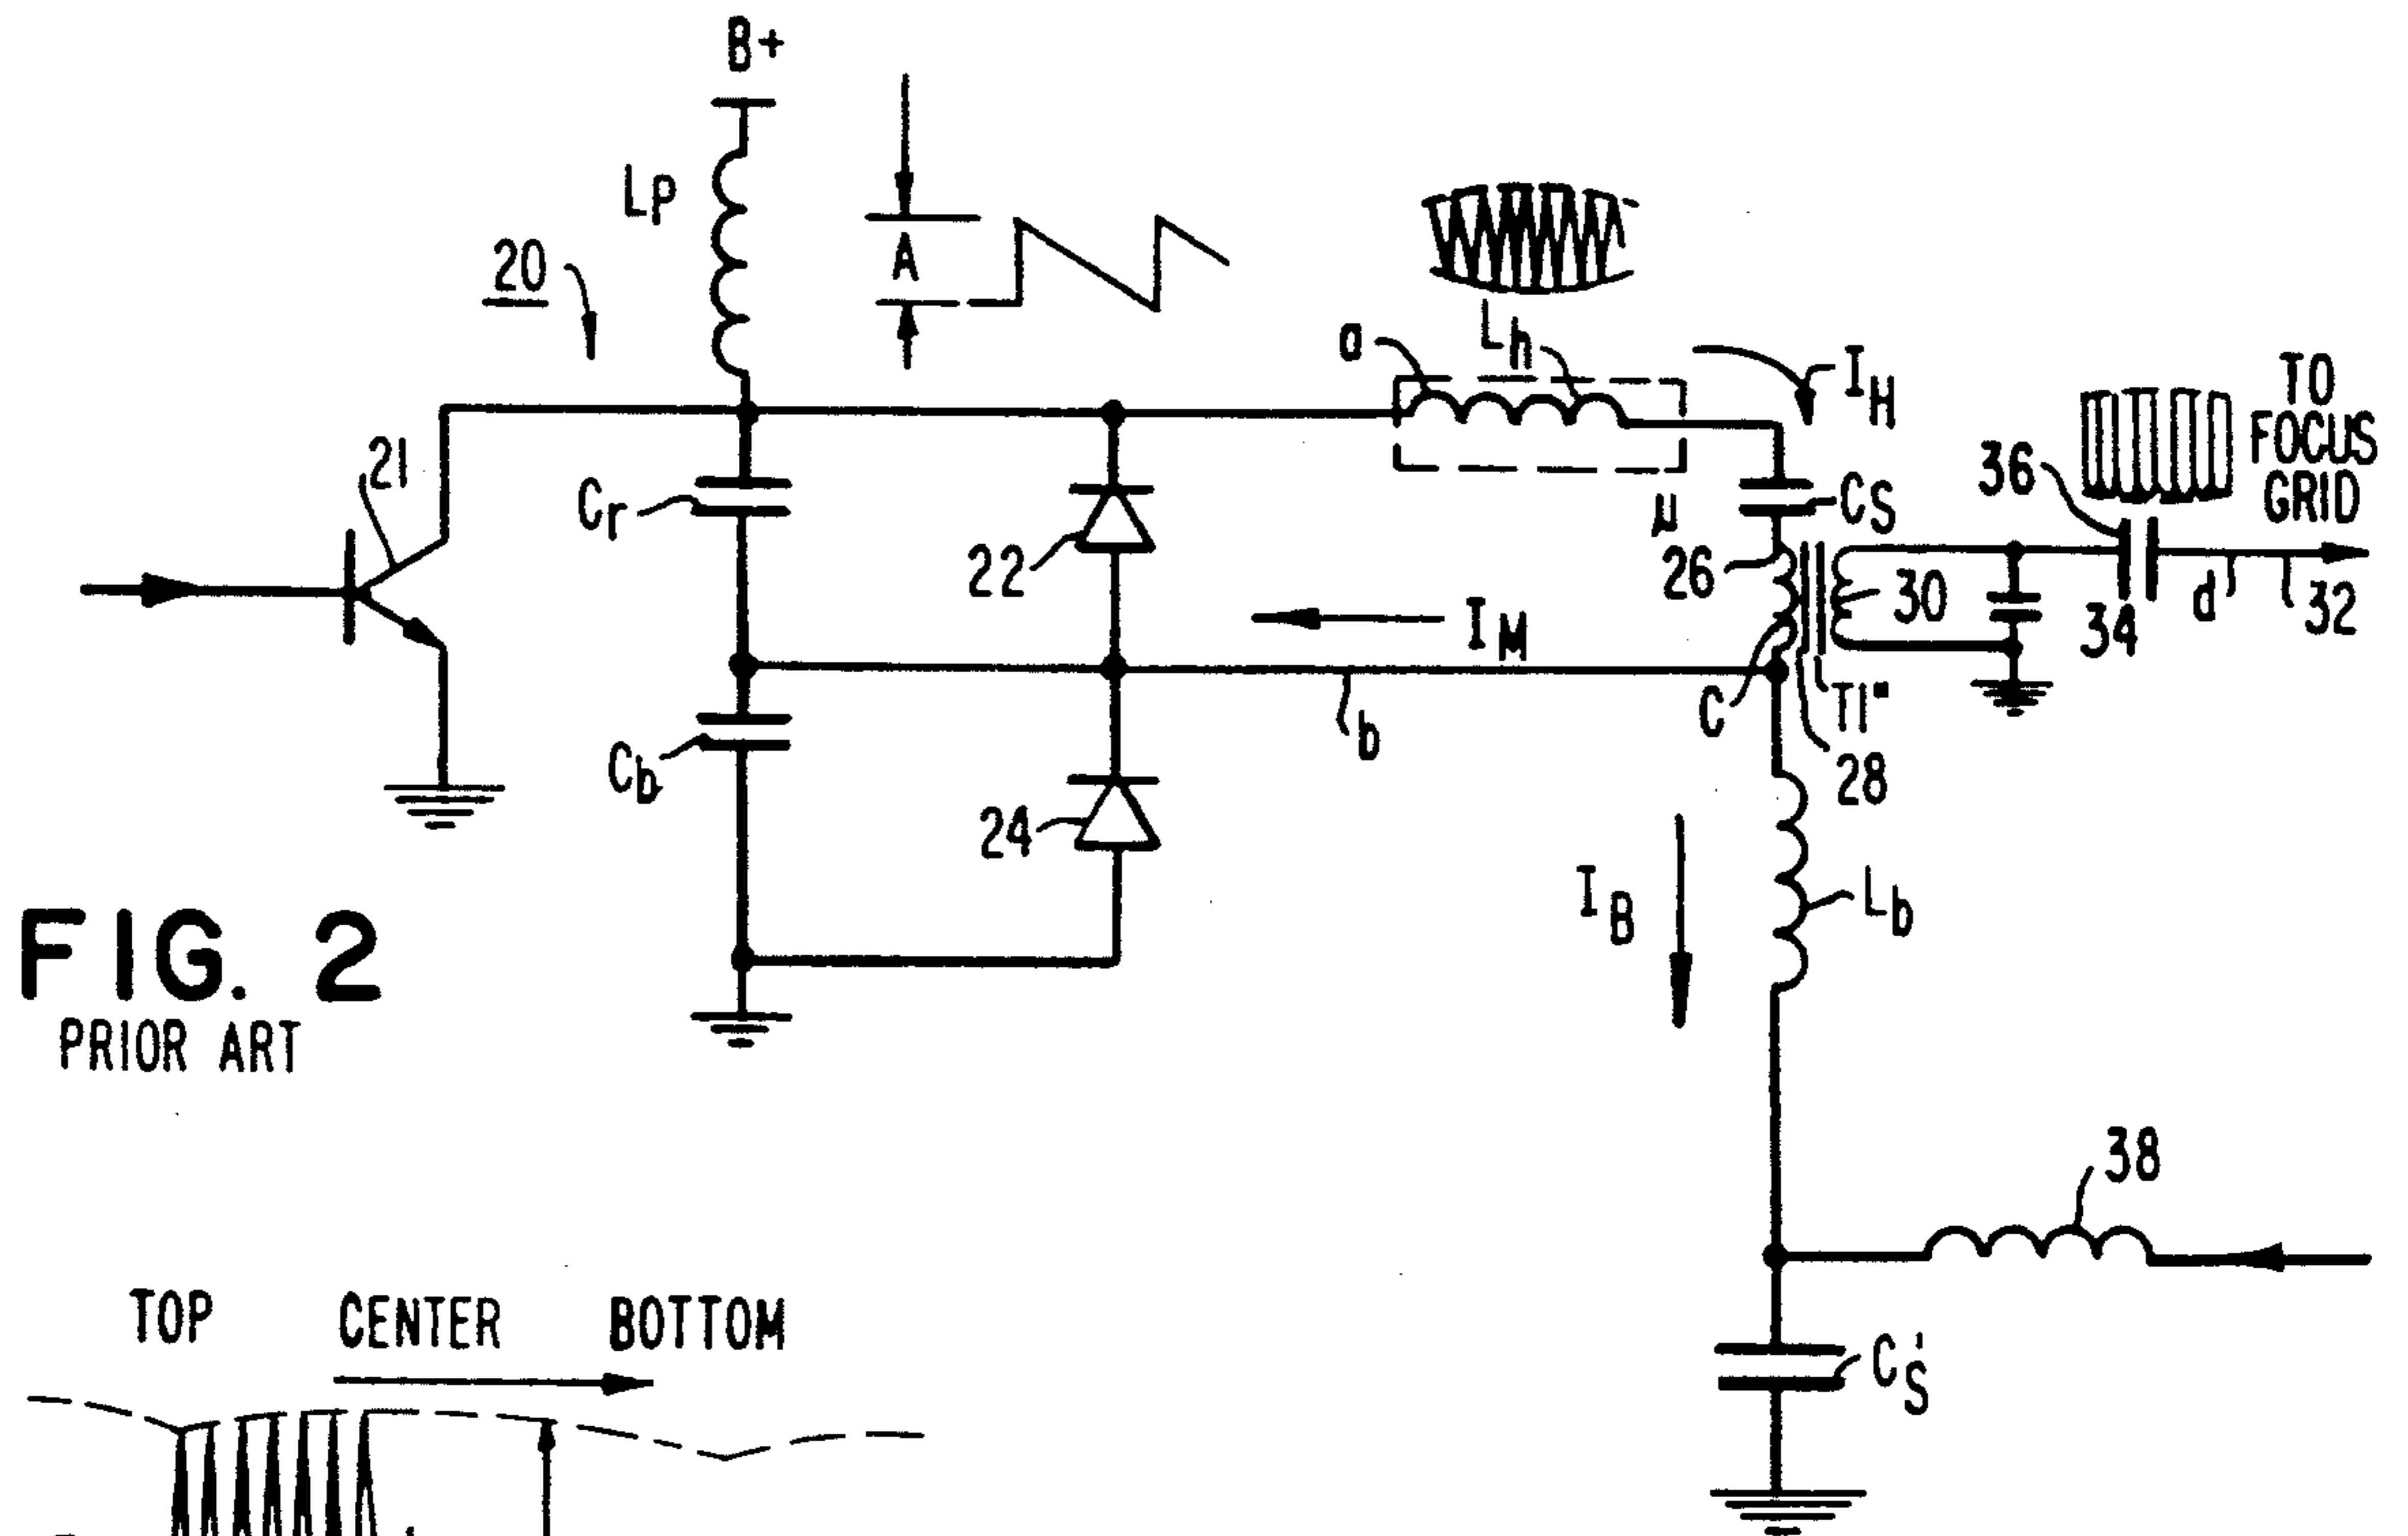 B+
Lp
20
A
21
Cr
22
a
Lh
IH
µ
CS
26
30
36
34
d
32
TO
FOCUS
GRID
IM
b
C
T1"
28
Cb
24
IB
Lb
38
C'S
FIG. 2
PRIOR ART
TOP CENTER BOTTOM